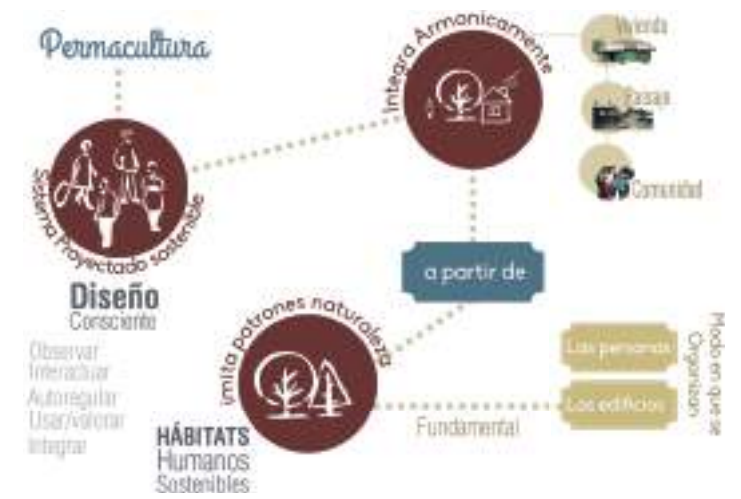 Permacultura
Sistema Proyectado sostenible
Diseño
Consciente
Observar
Interactuar
Autoregular
Usar/valorar
Integrar
Integra Armonicamente
Vivienda
Paisaje
Comunidad
a partir de
imita patrones naturaleza
HÁBITATS
Humanos
Sostenibles
Fundamental
Las personas
Los edificios
Modo en que se
Organizan